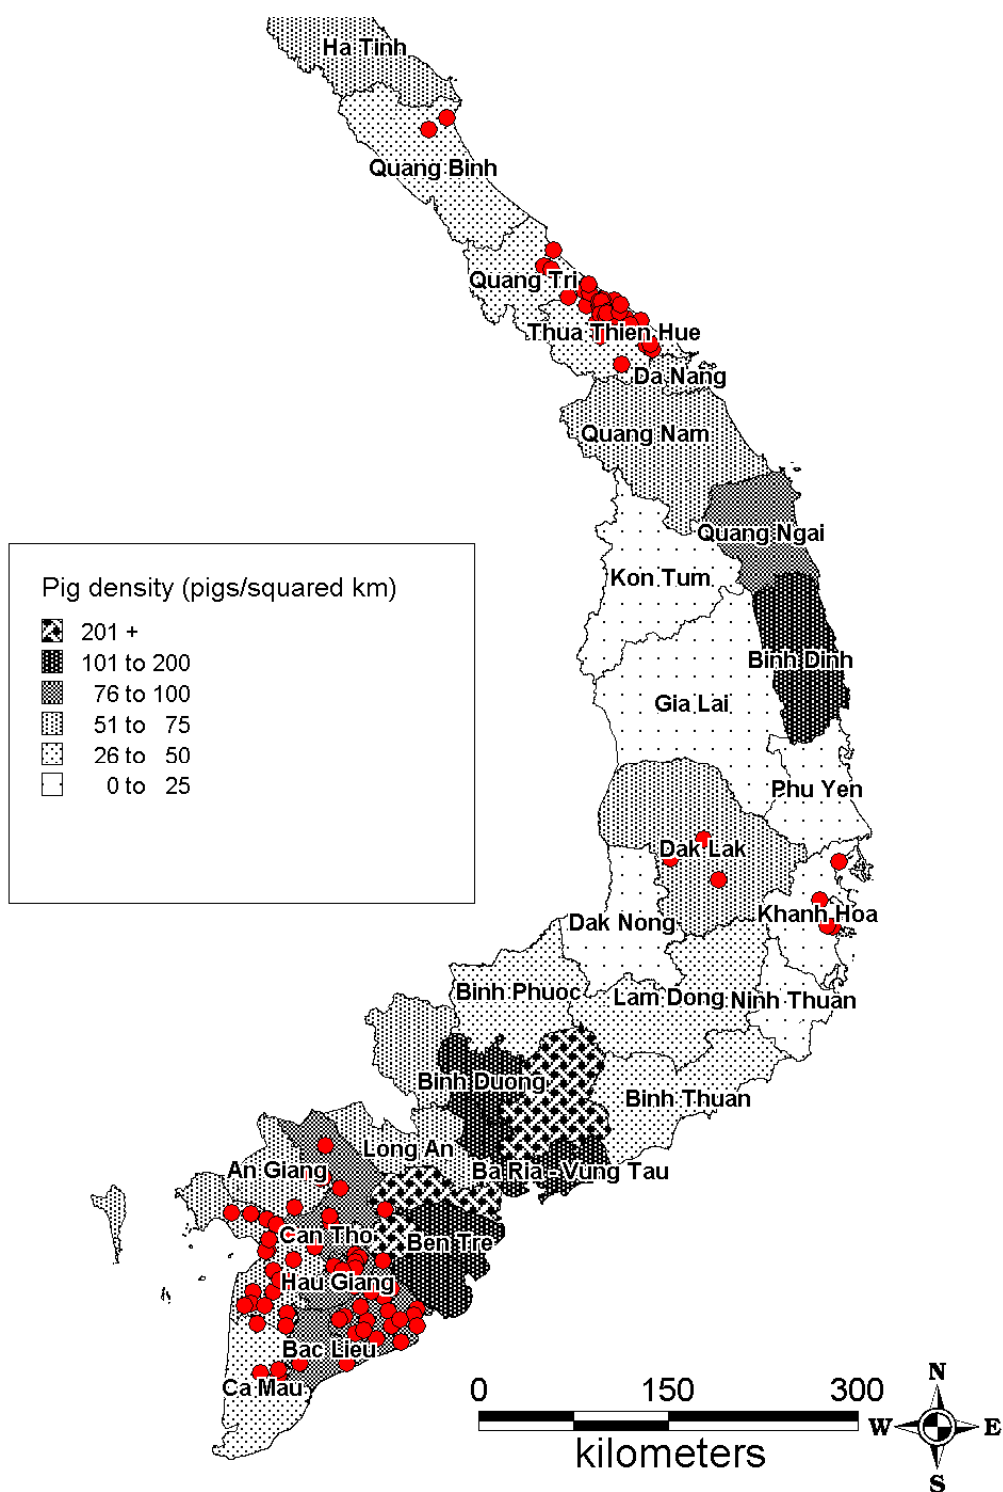 Ha Tinh
Quang Binh
Quang Tri
Thua Thien Hue
Da Nang
Quang Nam
Quang Ngai
Kon Tum
Binh Dinh
Gia Lai
Phu Yen
Dak Lak
Khanh Hoa
Dak Nong
Binh Phuoc
Lam Dong
Ninh Thuan
Binh Duong
Binh Thuan
Long An
An Giang
Ba Ria - Vung Tau
Can Tho
Ben Tre
Hau Giang
Bac Lieu
Ca Mau
Pig density (pigs/squared km)
201 +
101 to 200
76 to 100
51 to 75
26 to 50
0 to 25
0 150 300
kilometers
N
W E
S